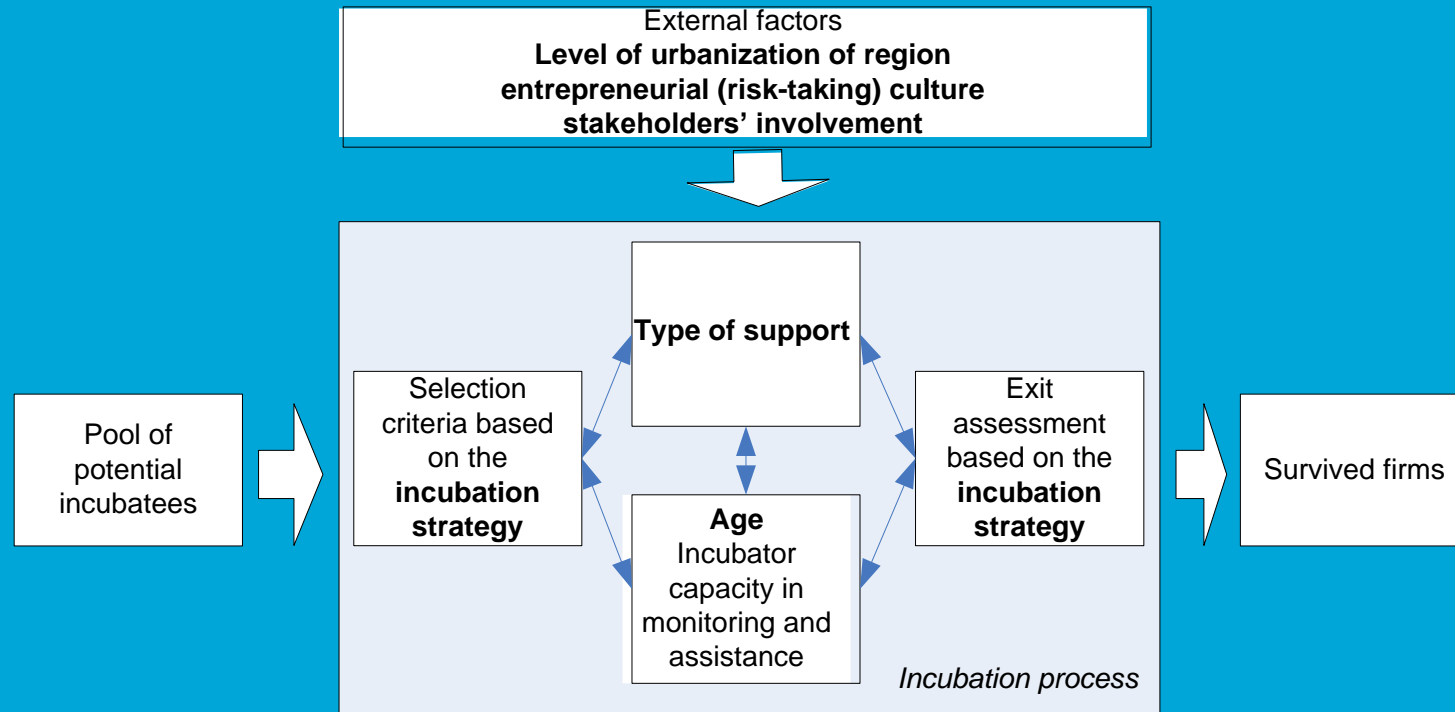 External factors
Level of urbanization of region
entrepreneurial (risk-taking) culture
stakeholders’ involvement
Type of support
Selection
criteria based
on the
incubation
strategy
Exit
assessment
based on the
incubation
strategy
Pool of
potential
incubatees
Survived firms
Age
Incubator
capacity in
monitoring and
assistance
Incubation process